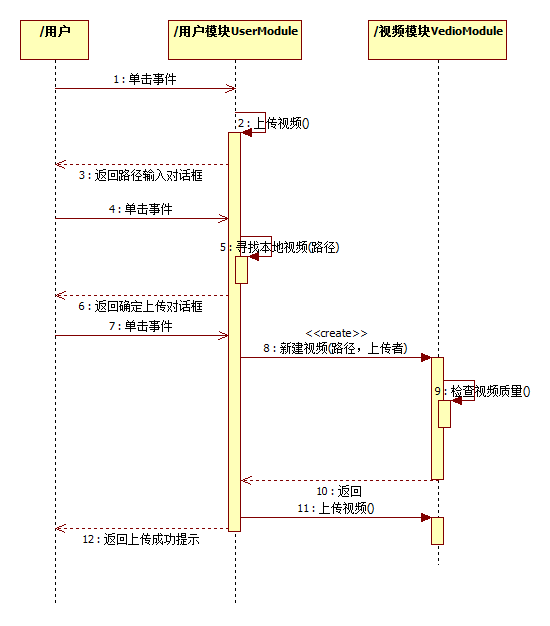 /用户
/用户模块UserModule
/视频模块VedioModule
1 : 单击事件
2 : 上传视频()
3 : 返回路径输入对话框
4 : 单击事件
5 : 寻找本地视频(路径)
6 : 返回确定上传对话框
7 : 单击事件
<<create>>
8 : 新建视频(路径，上传者)
9 : 检查视频质量()
10 : 返回
11 : 上传视频()
12 : 返回上传成功提示